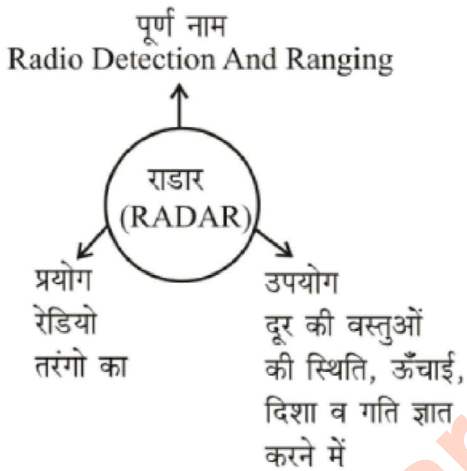 पूर्ण नाम
Radio Detection And Ranging
राडार
(RADAR)
प्रयोग
रेडियो
तरंगो का
उपयोग
दूर की वस्तुओं
की स्थिति, ऊँचाई,
दिशा व गति ज्ञात
करने में